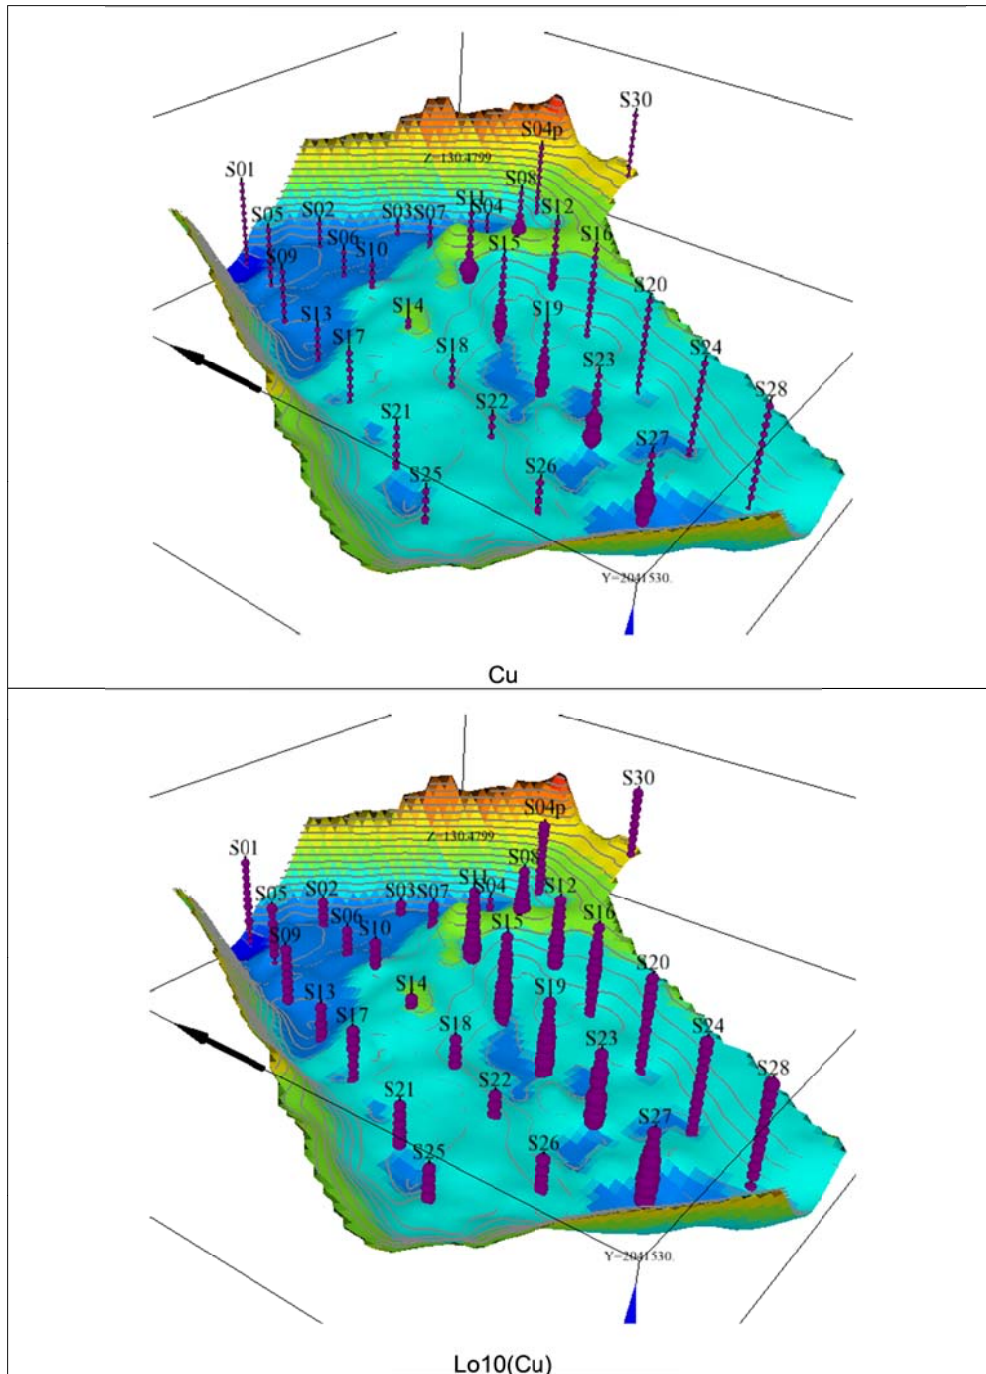 S30
S04p
Z=130.4799
S01
S08
S11
S05
S02
S03
S07
S04
S12
S16
S09
S06
S10
S15
S20
S14
S19
S13
S17
S18
S23
S24
S28
S21
S22
S27
S25
S26
Y=2041530.
Cu
S30
S04p
Z=130.4799
S01
S08
S11
S05
S02
S03
S07
S04
S12
S16
S09
S06
S10
S15
S20
S14
S19
S13
S17
S18
S23
S24
S28
S21
S22
S27
S25
S26
Y=2041530.
Lo10(Cu)